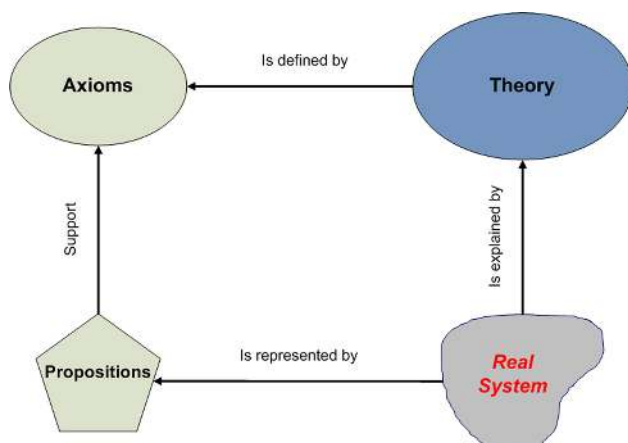 Is defined by
Axioms
Theory
Support
Is explained by
Is represented by
Propositions
Real
System